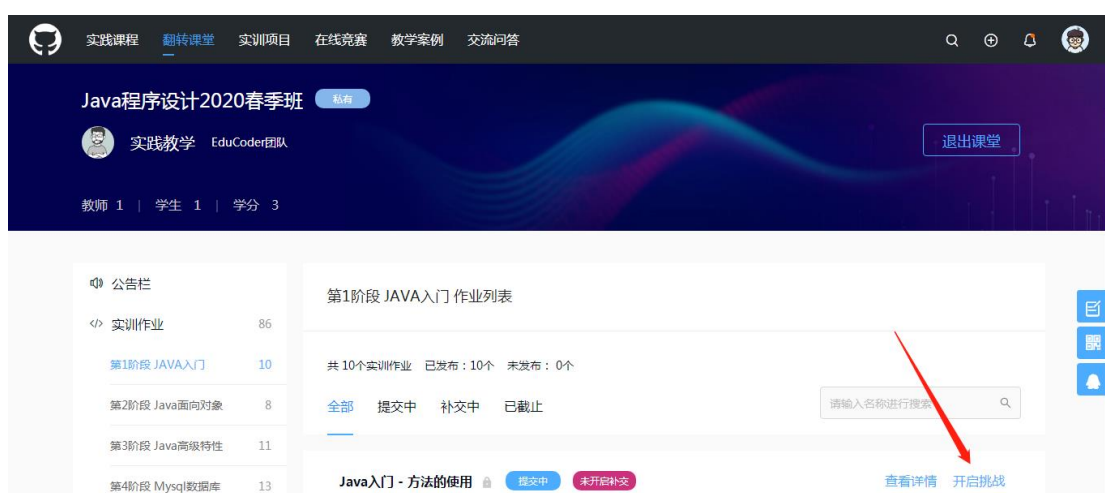 实践课程 翻转课堂 实训项目 在线竞赛 教学案例 交流问答
Java程序设计2020春季班 私有
实践教学 EduCoder团队
退出课堂
教师 1 | 学生 1 | 学分 3
公告栏
</> 实训作业 86
第1阶段 JAVA入门 10
第2阶段 Java面向对象 8
第3阶段 Java高级特性 11
第4阶段 Mysql数据库 13
第1阶段 JAVA入门 作业列表
共 10个实训作业 已发布：10个 未发布： 0个
全部 提交中 补交中 已截止
请输入名称进行搜索
Java入门 - 方法的使用 提交中 未开启补交 查看详情 开启挑战